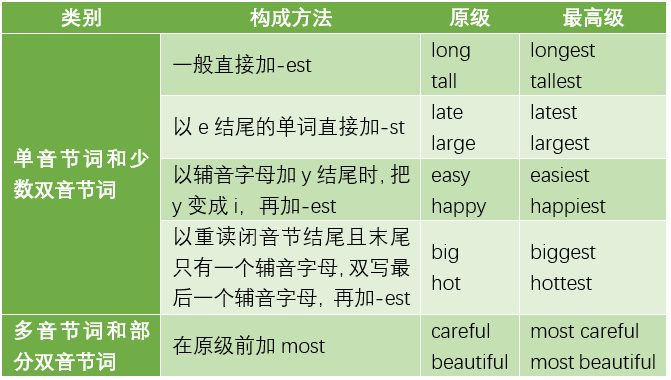 类别 构成方法 原级 最高级
单音节词和少数双音节词
一般直接加-est
long longest
tall tallest
以 e 结尾的单词直接加-st
late latest
large largest
以辅音字母加 y 结尾时,把
y 变成 i, 再加-est
easy easiest
happy happiest
以重读闭音节结尾且末尾
只有一个辅音字母,双写最
后一个辅音字母, 再加-est
big biggest
hot hottest
多音节词和部
分双音节词
在原级前加 most
careful most careful
beautiful most beautiful